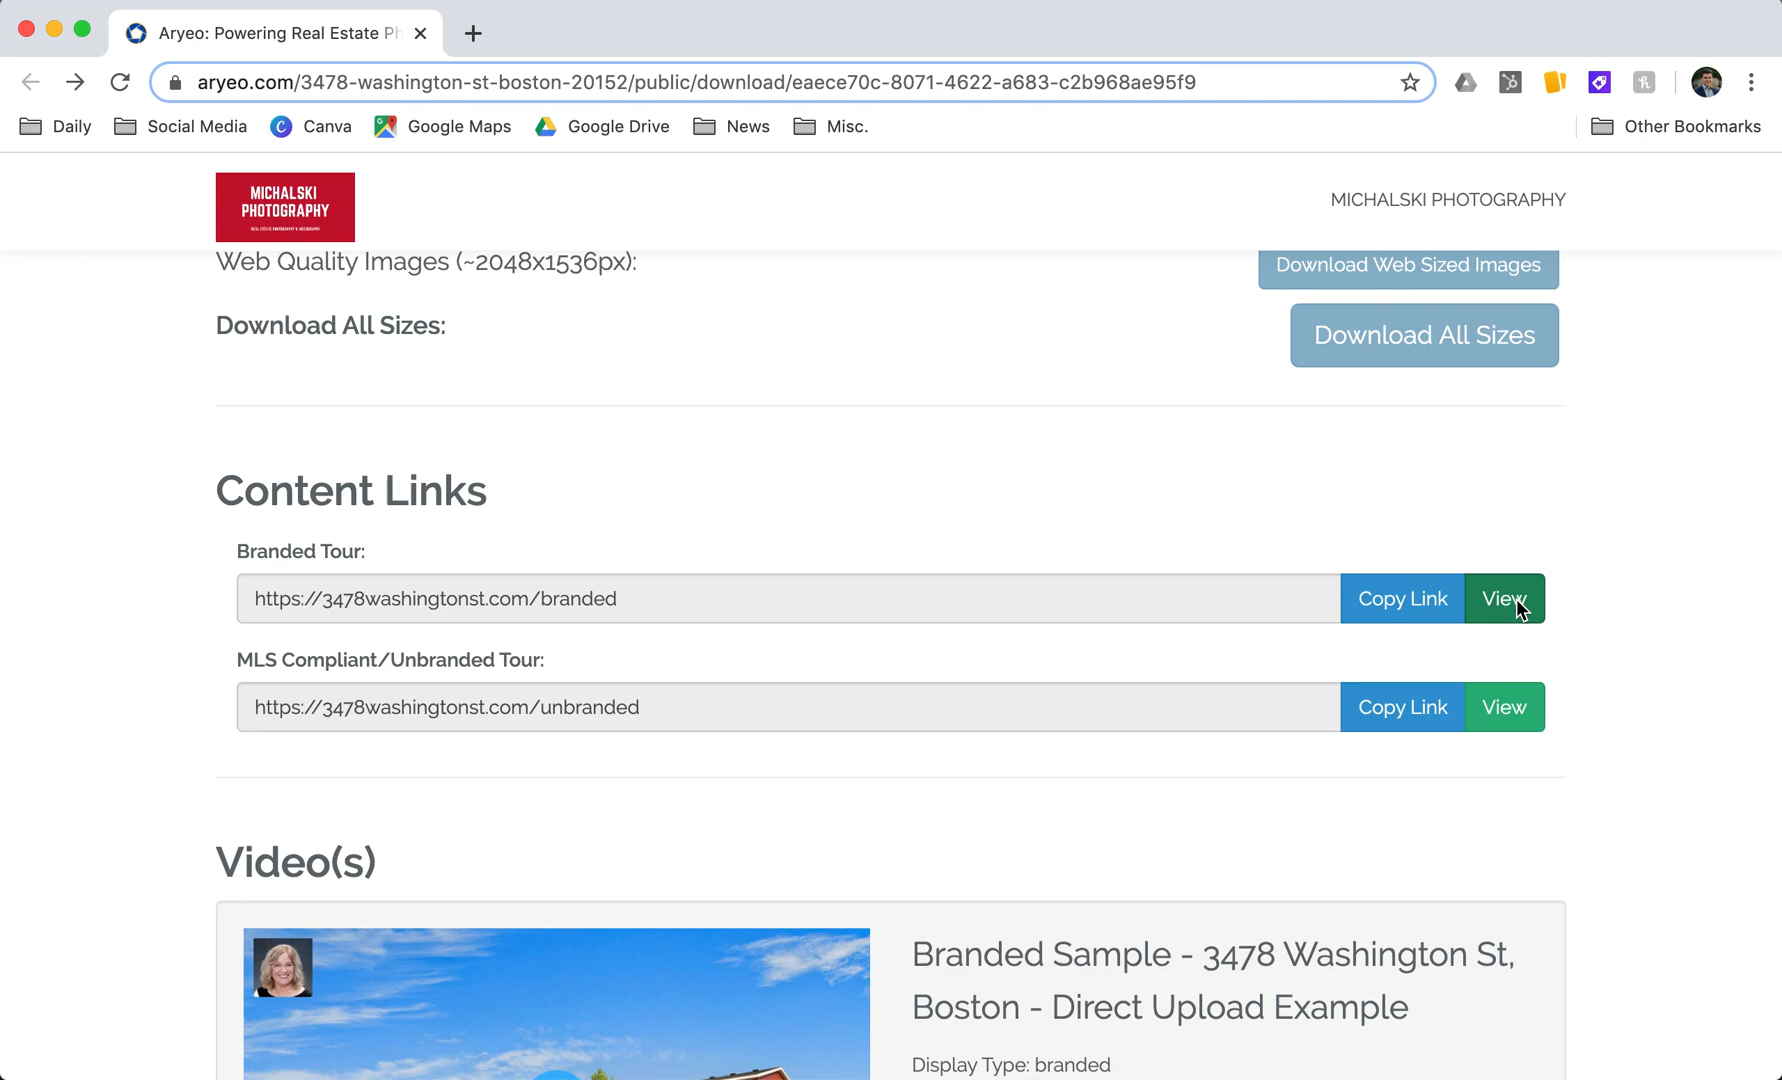 Aryeo: Powering Real Estate Ph
aryeo.com/3478-washington-st-boston-20152/public/download/eaece70c-8071-4622-a683-c2b968ae95f9
Daily
Social Media
Canva
Google Maps
Google Drive
News
Misc.
Other Bookmarks
MICHALSKI
PHOTOGRAPHY
REAL ESTATE PHOTOGRAPHY & VIDEOGRAPHY
MICHALSKI PHOTOGRAPHY
Web Quality Images (~2048x1536px):
Download Web Sized Images
Download All Sizes:
Download All Sizes
Content Links
Branded Tour:
https://3478washingtonst.com/branded
Copy Link
View
MLS Compliant/Unbranded Tour:
https://3478washingtonst.com/unbranded
Copy Link
View
Video(s)
Branded Sample - 3478 Washington St,
Boston - Direct Upload Example
Display Type: branded